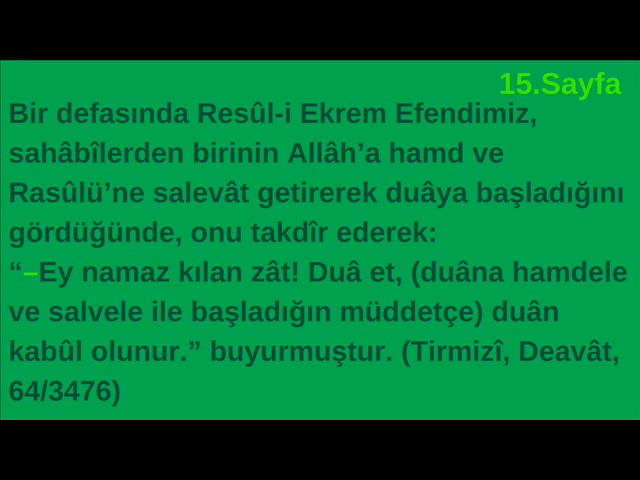 15.Sayfa
Bir defasında Resûl-i Ekrem Efendimiz,
sahâbîlerden birinin Allâh’a hamd ve
Rasûlü’ne salevât getirerek duâya başladığını
gördüğünde, onu takdîr ederek:
“–Ey namaz kılan zât! Duâ et, (duâna hamdele
ve salvele ile başladığın müddetçe) duân
kabûl olunur.” buyurmuştur. (Tirmizî, Deavât,
64/3476)